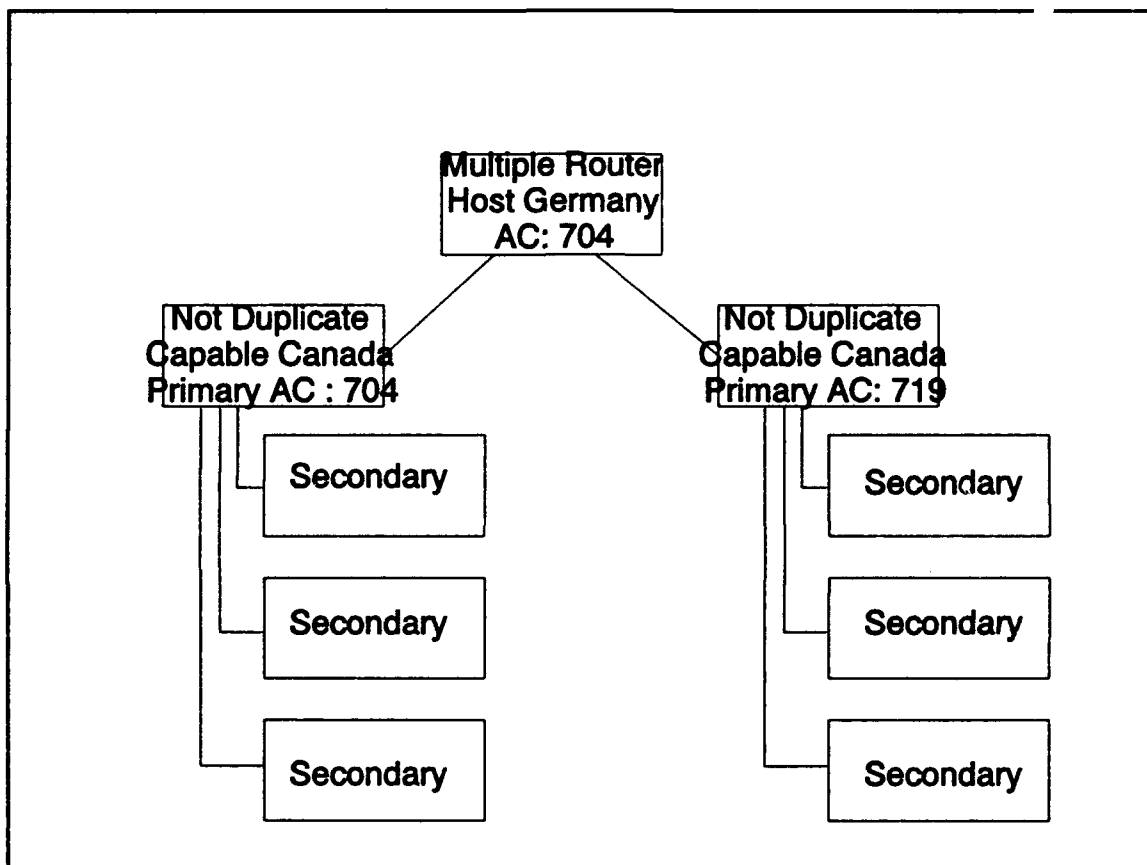 Multiple Router
Host Germany
AC: 704
Not Duplicate
Capable Canada
Primary AC : 704
Not Duplicate
Capable Canada
Primary AC: 719
Secondary
Secondary
Secondary
Secondary
Secondary
Secondary